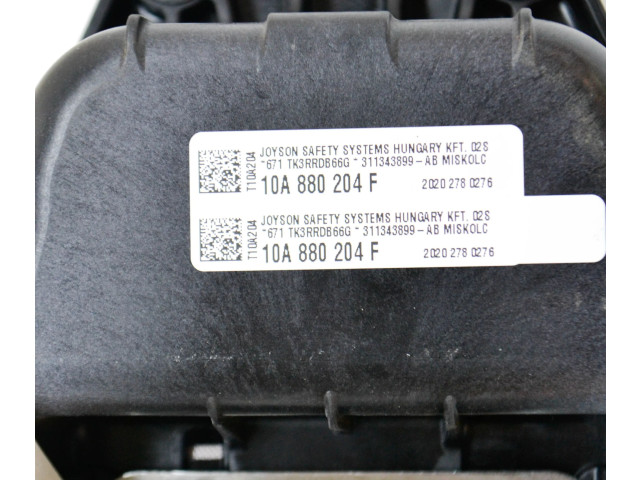 T10A204
JOYSON SAFETY SYSTEMS HUNGARY KFT. 02S
*671 TK3RRDB66G * 311343899-AB MISKOLC
10A 880 204 F 2020 278 0276
T10A204
JOYSON SAFETY SYSTEMS HUNGARY KFT. 02S
*671 TK3RRDB66G * 311343899-AB MISKOLC
10A 880 204 F 2020 278 0276